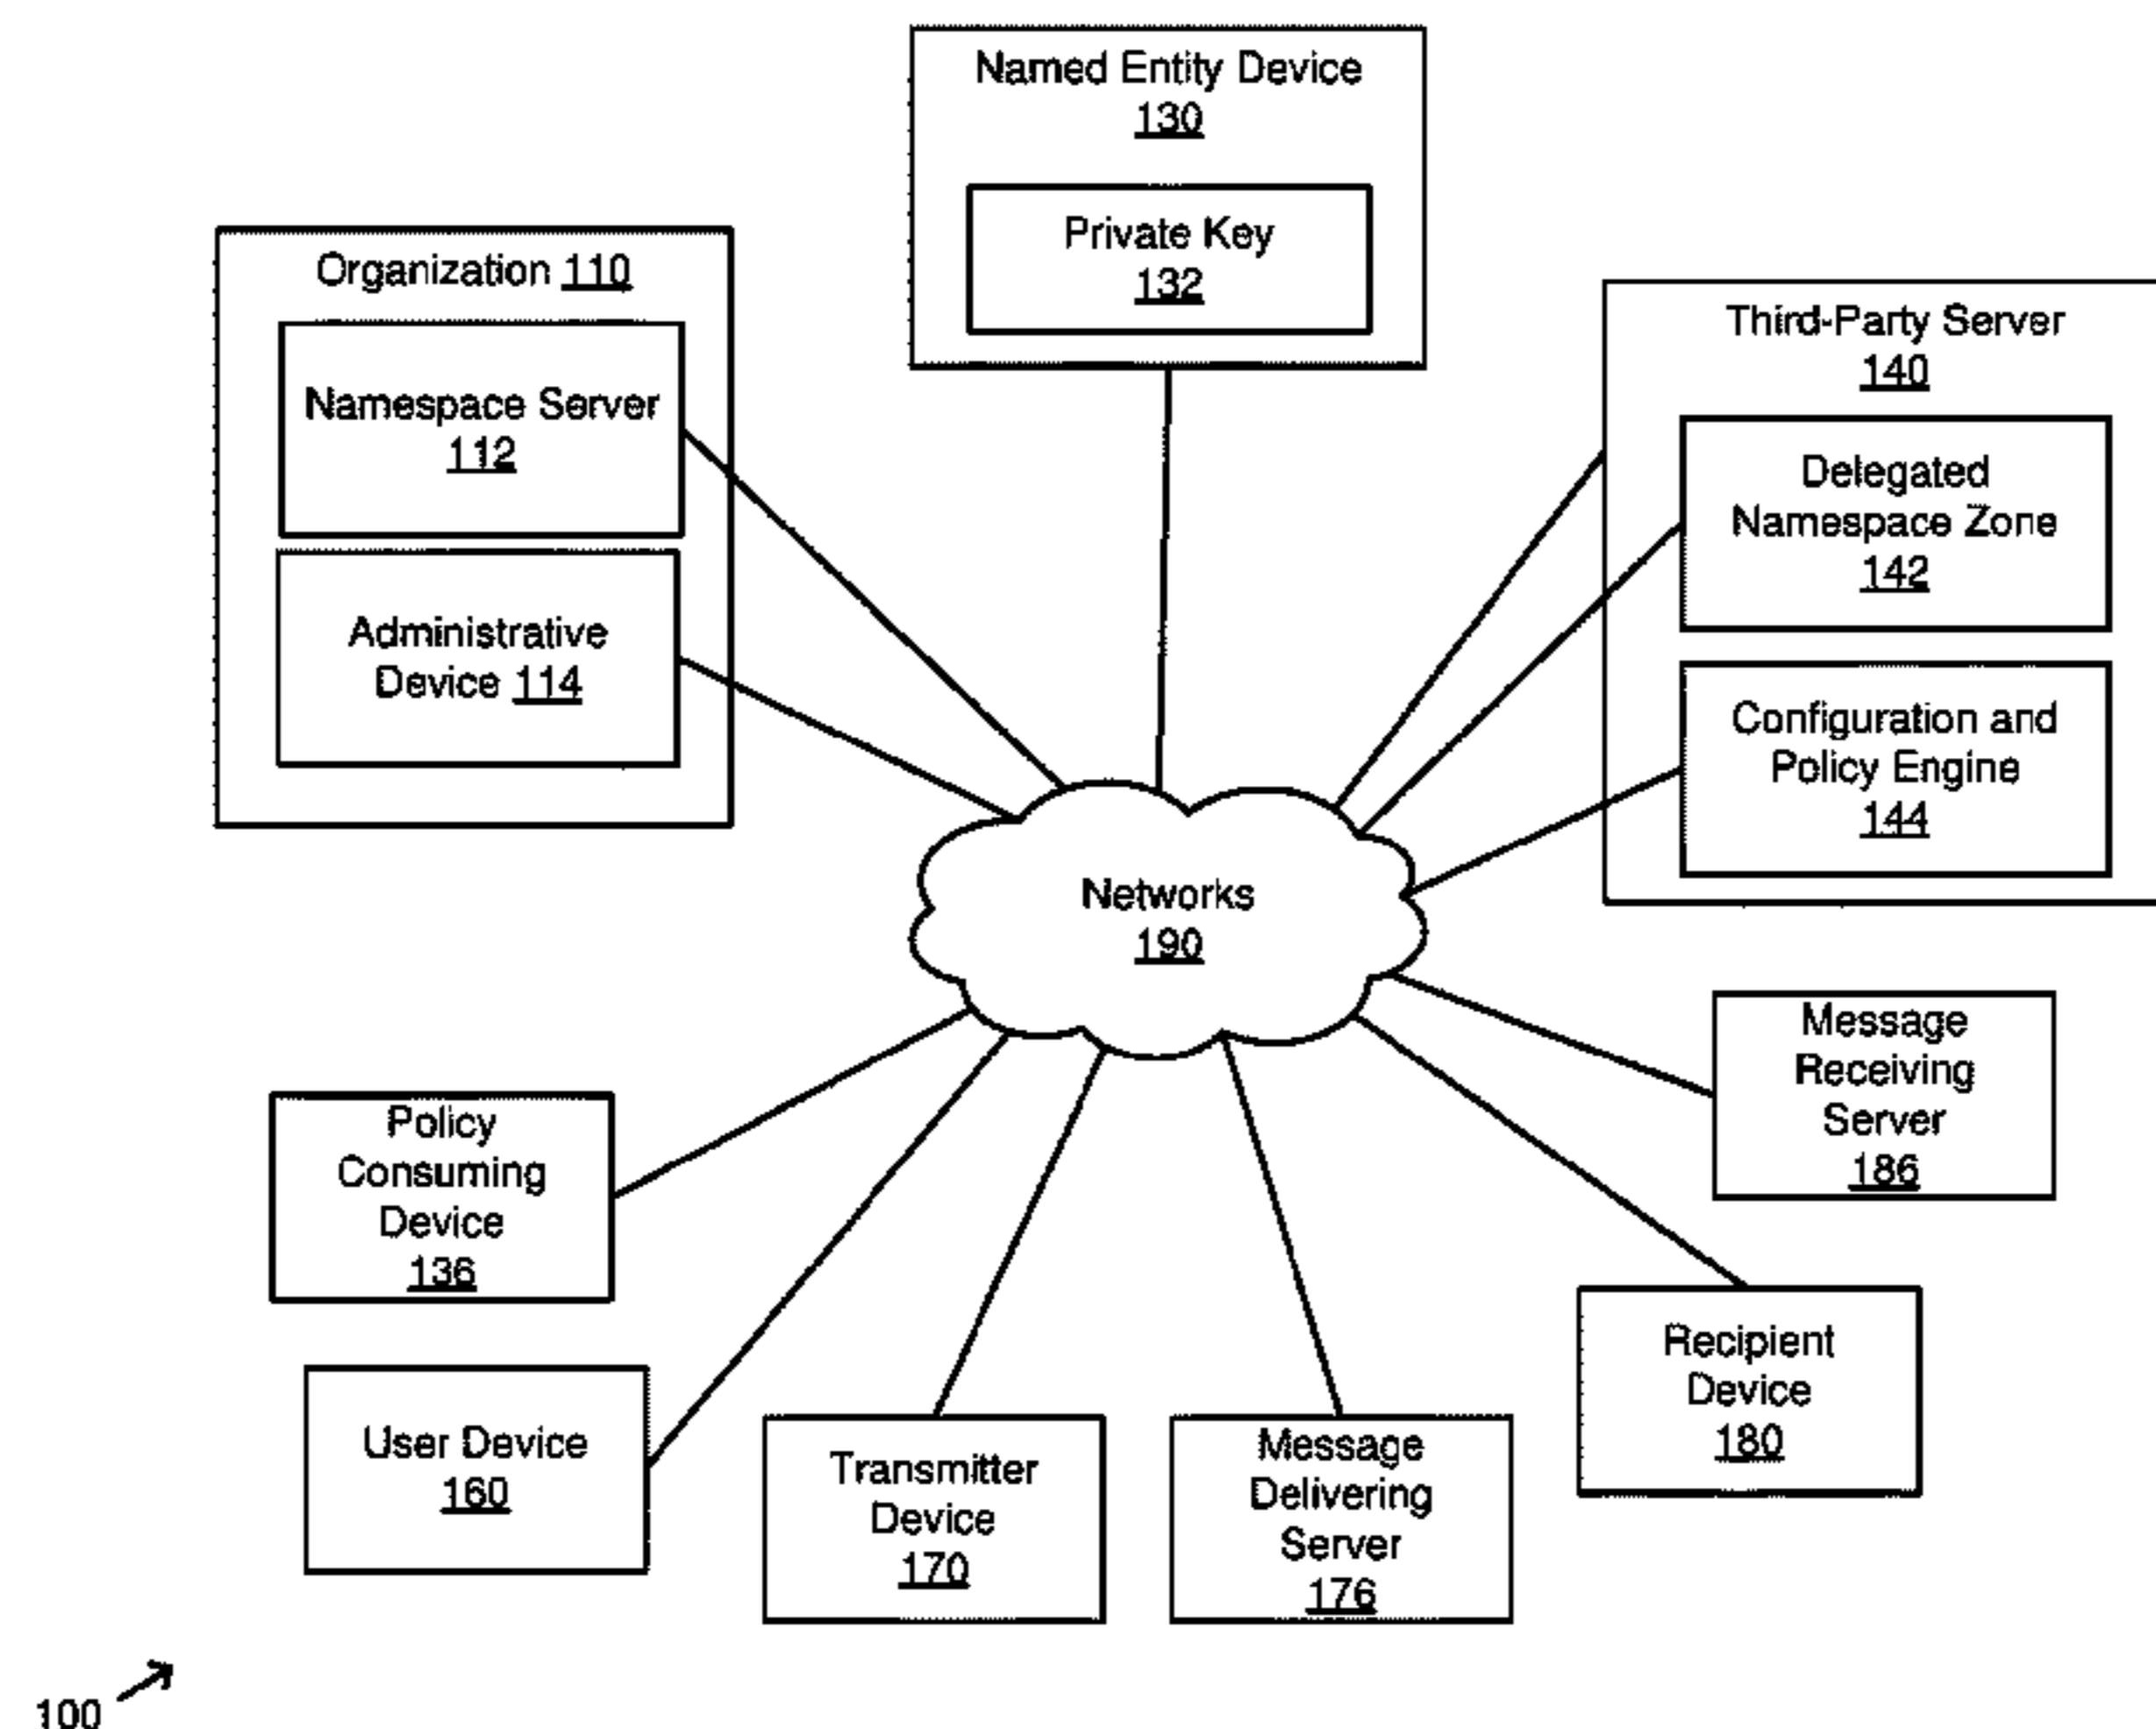 Named Entity Device
130
Private Key
132
Organization 110
Namespace Server
112
Administrative
Device 114
Third-Party Server
140
Delegated
Namespace Zone
142
Configuration and
Policy Engine
144
Networks
190
Message
Receiving
Server
186
Policy
Consuming
Device
136
Recipient
Device
180
User Device
160
Transmitter
Device
170
Message
Delivering
Server
176
100